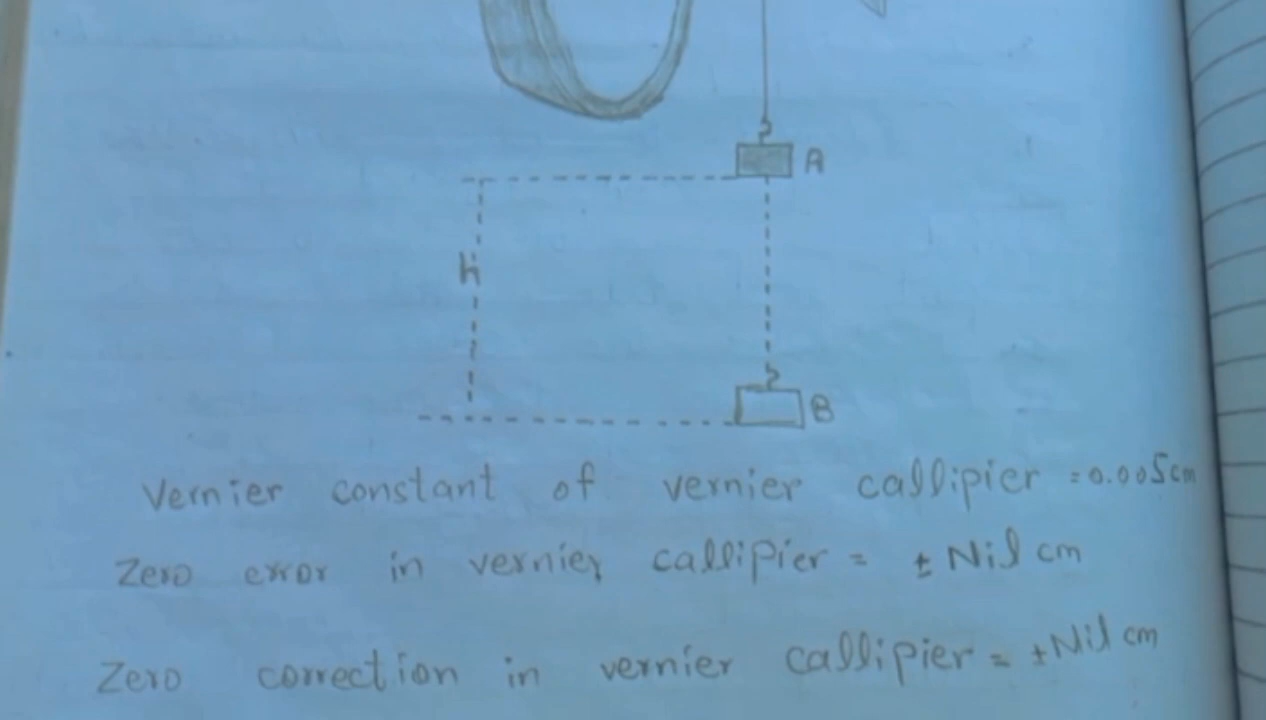 A
h
B
Vernier constant of vernier callipier = 0.005cm
Zero error in vernier callipier = ± Nil cm
Zero correction in vernier callipier = ±Nil cm